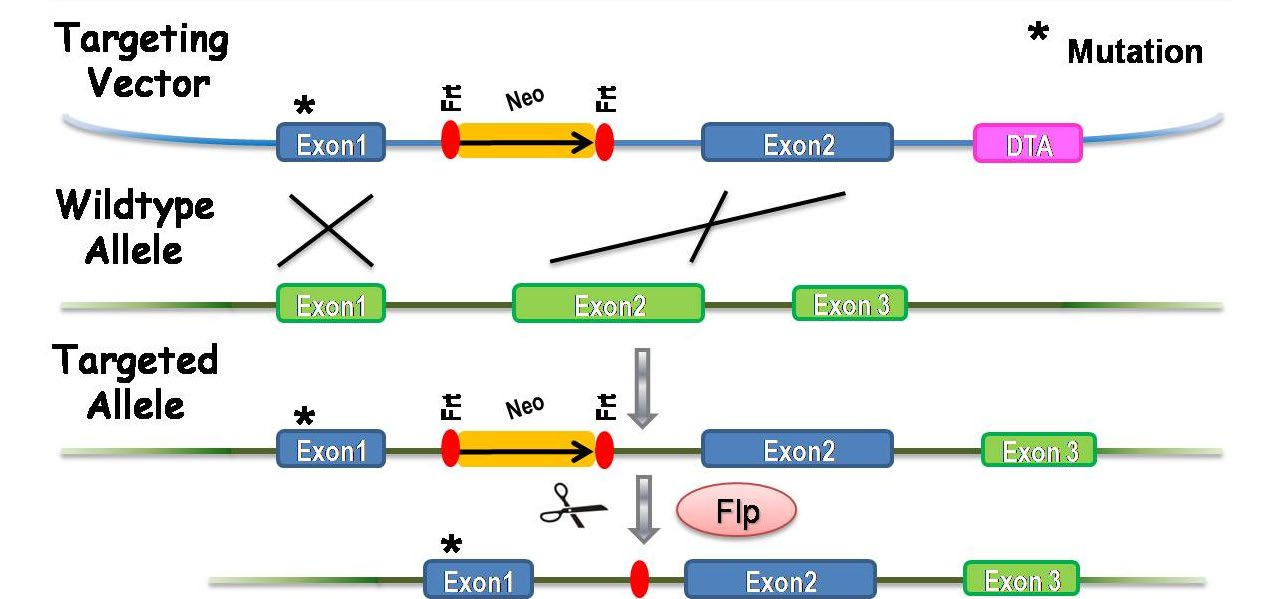 Targeting
Vector
* Mutation
Frt Neo Frt
*
Exon1 Exon2 DTA
Wildtype
Allele
Exon1 Exon2 Exon 3
Targeted
Allele
Frt Neo Frt
*
Exon1 Exon2 Exon 3
Flp
*
Exon1 Exon2 Exon 3